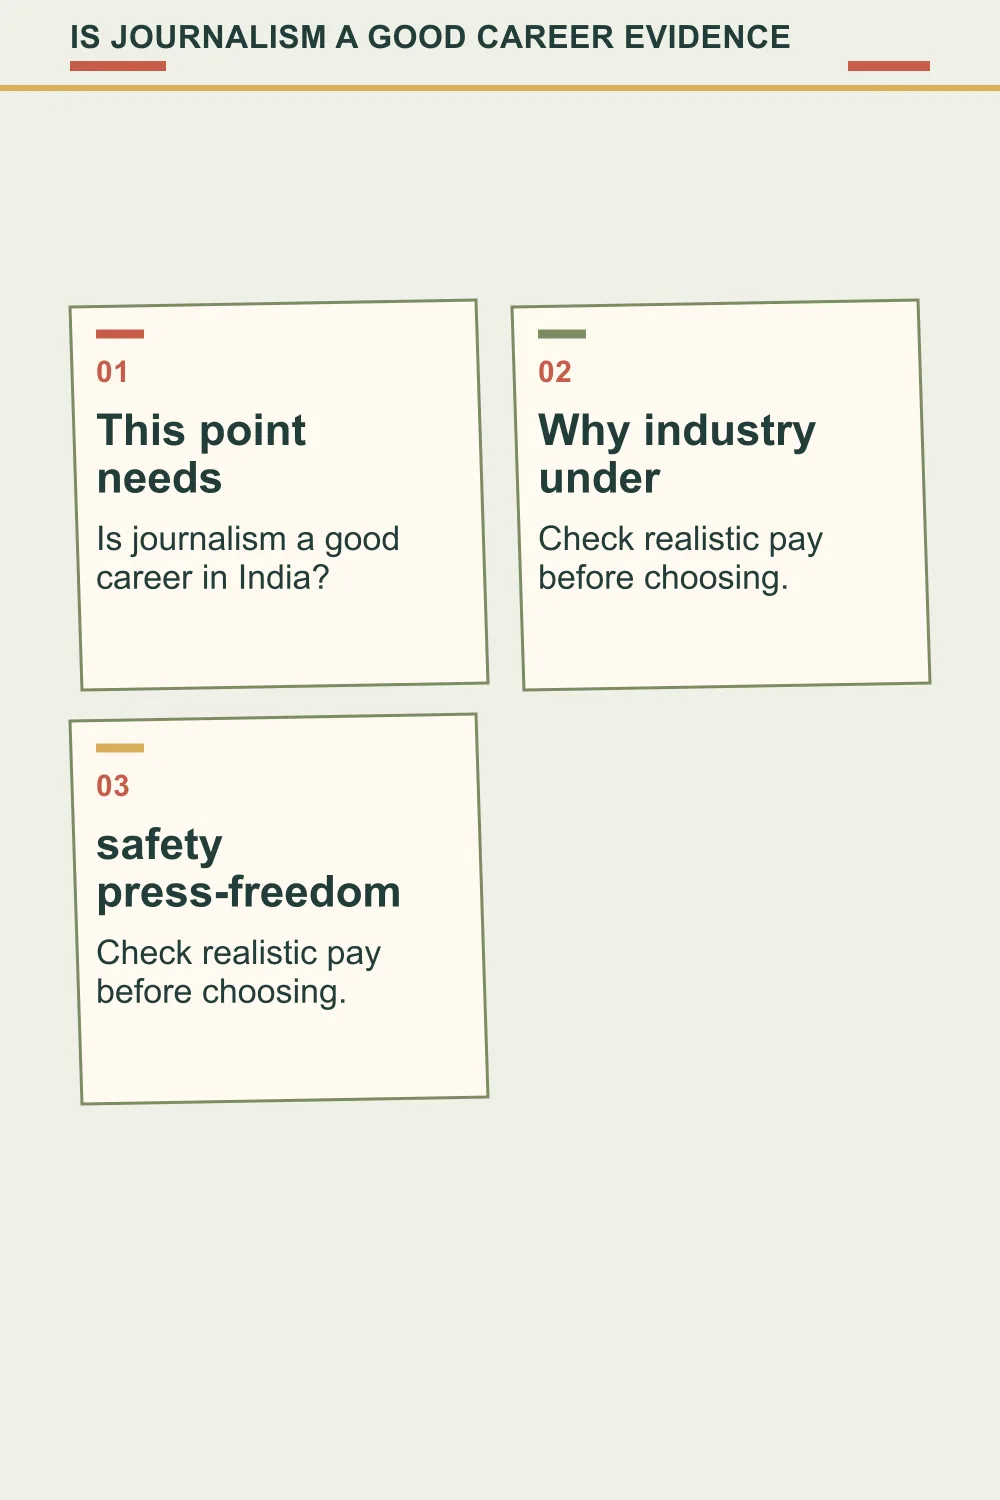 IS JOURNALISM A GOOD CAREER EVIDENCE
01
This point
needs
Is journalism a good
career in India?
02
Why industry
under
Check realistic pay
before choosing.
03
safety
press-freedom
Check realistic pay
before choosing.